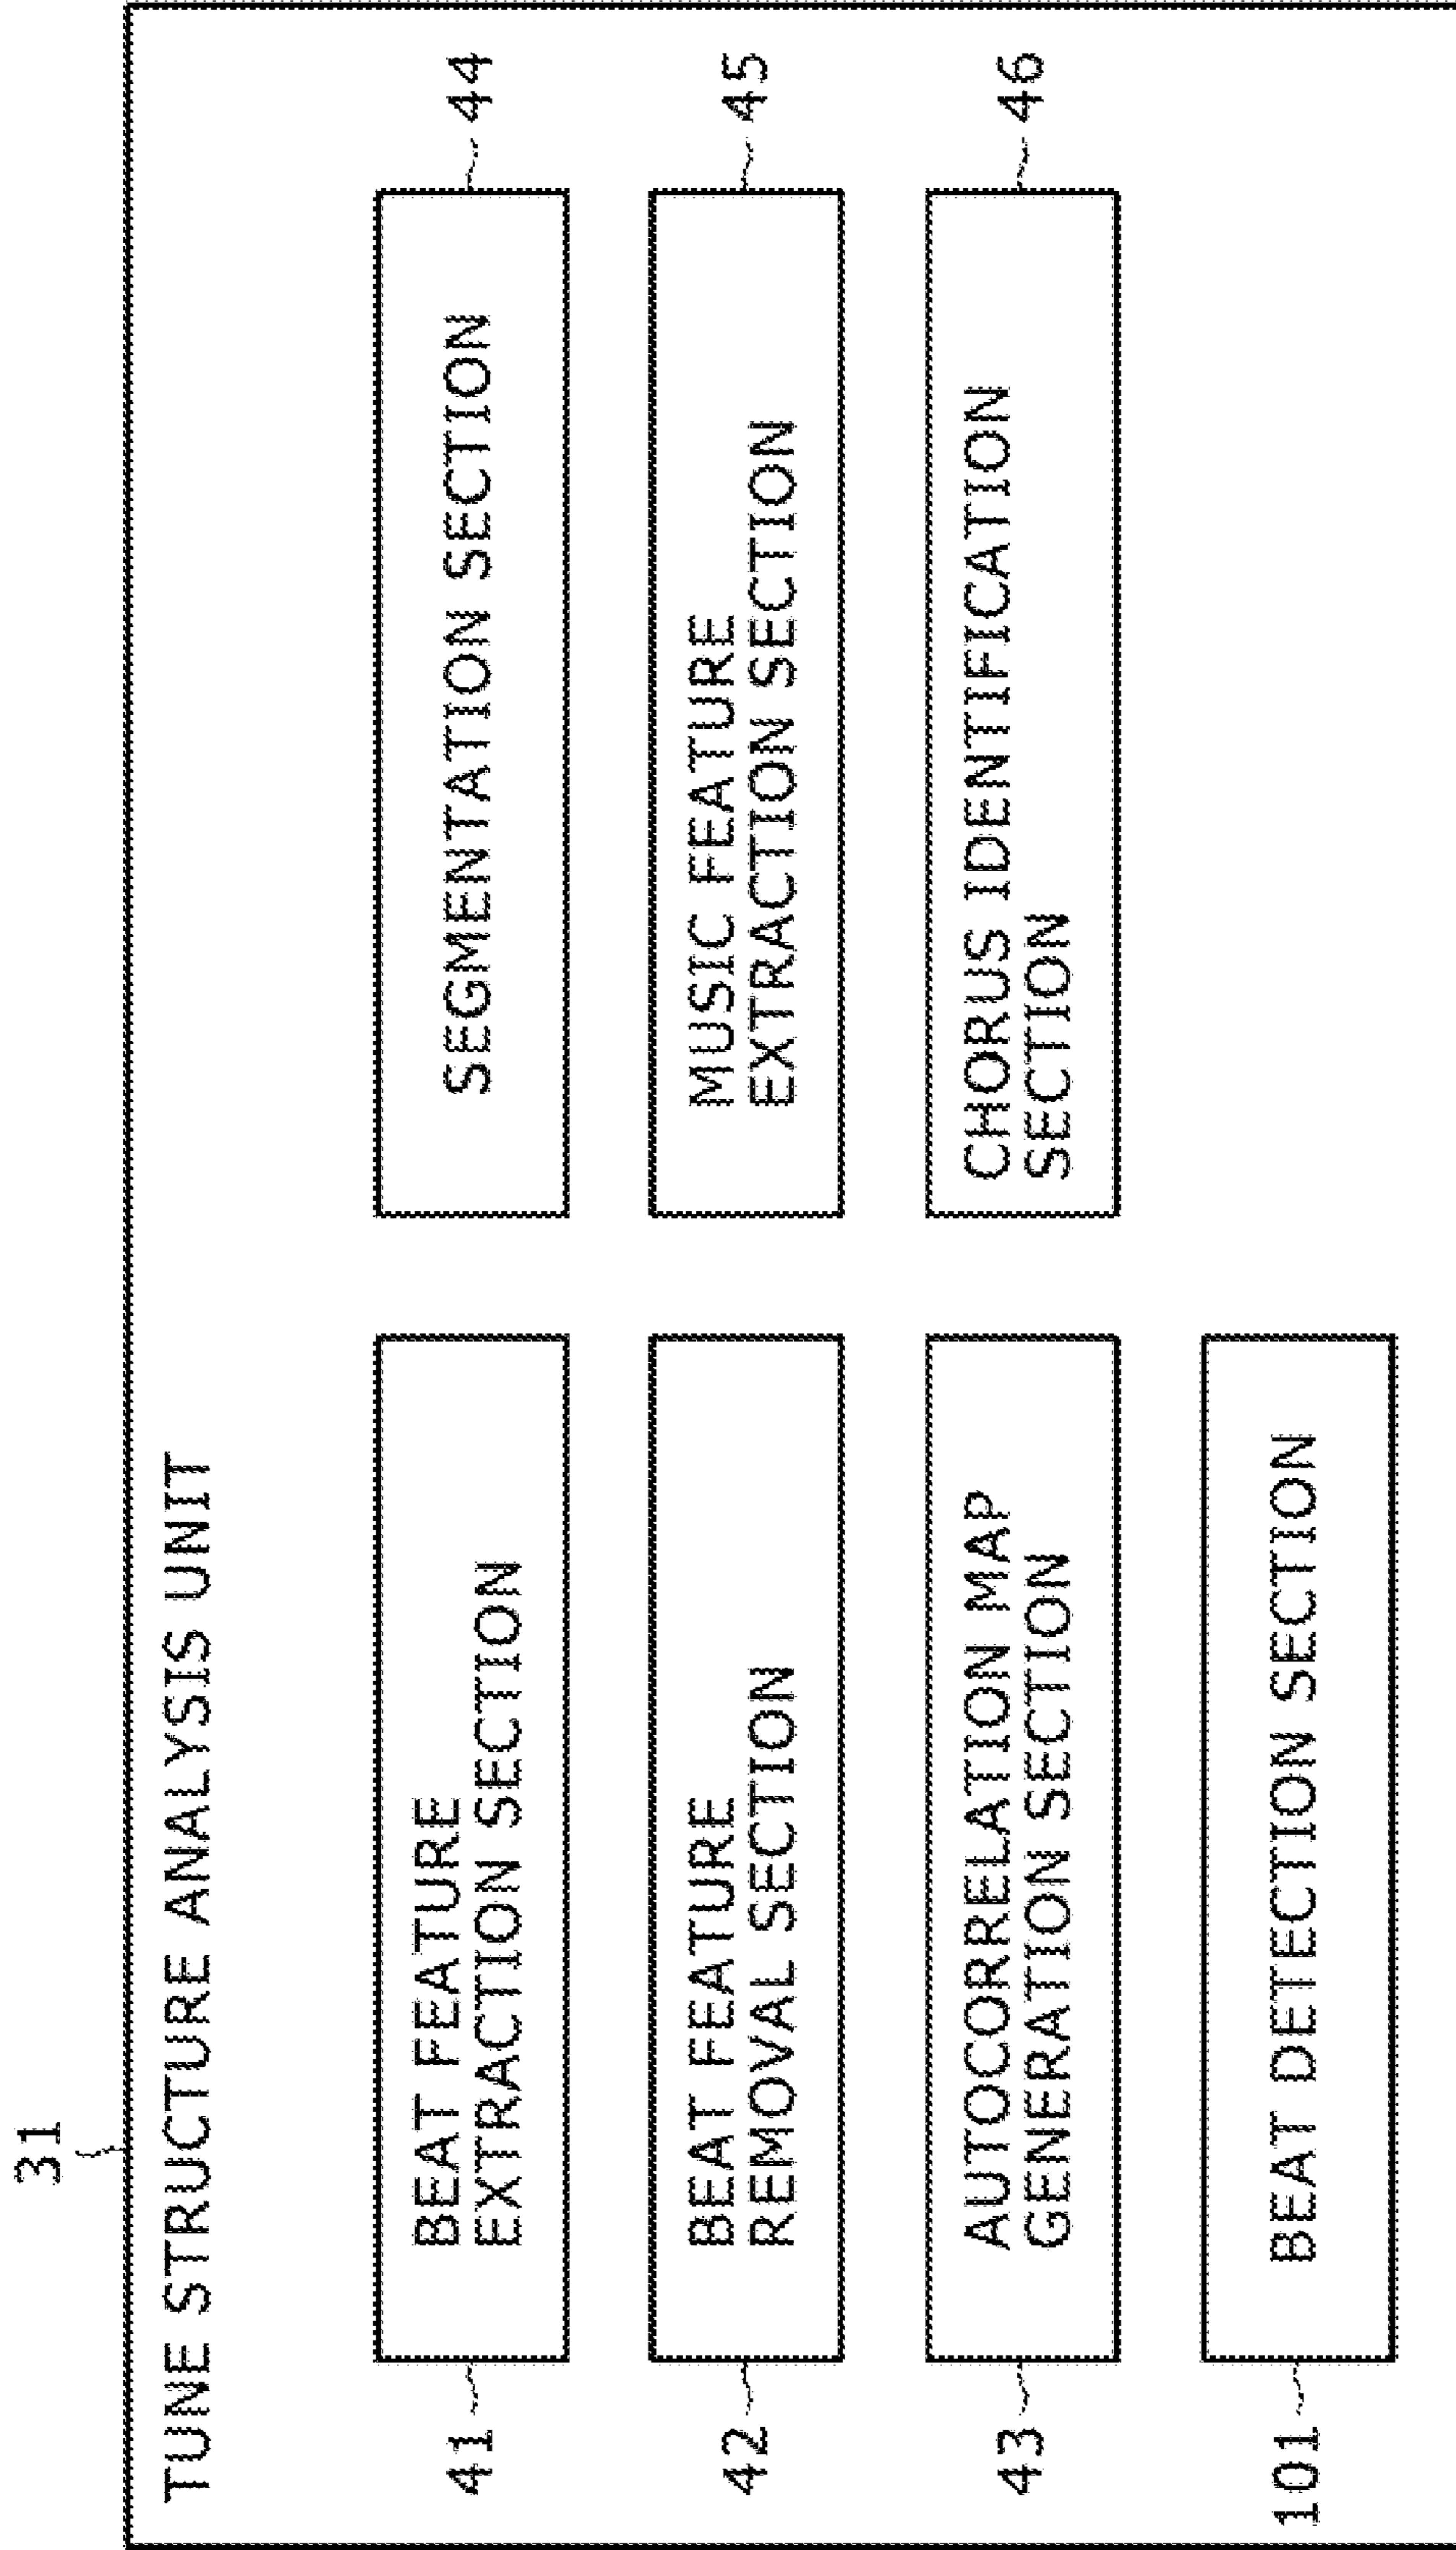 31
TUNE STRUCTURE ANALYSIS UNIT
41
BEAT FEATURE
EXTRACTION SECTION
42
BEAT FEATURE
REMOVAL SECTION
43
AUTOCORRELATION MAP
GENERATION SECTION
101
BEAT DETECTION SECTION
SEGMENTATION SECTION
44
MUSIC FEATURE
EXTRACTION SECTION
45
CHORUS IDENTIFICATION
SECTION
46